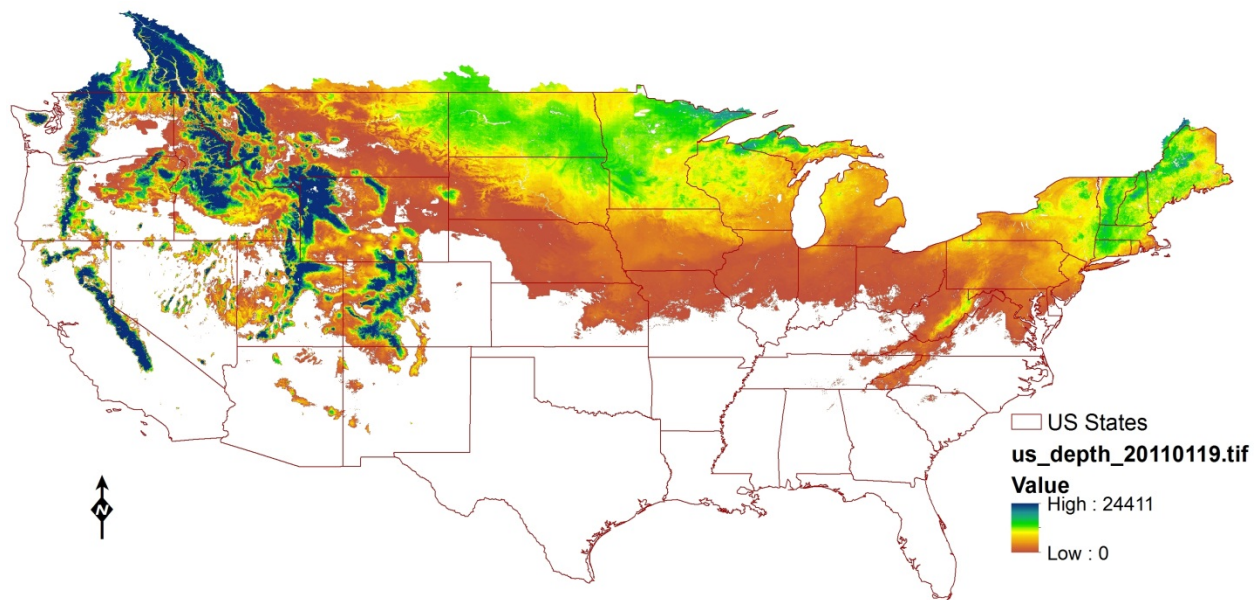 N
US States
us_depth_20110119.tif
Value
High : 24411
Low : 0